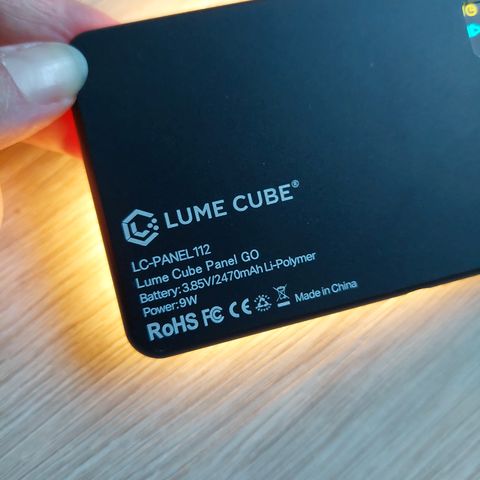 LUME CUBE®
LC-PANEL112
Lume Cube Panel GO
Battery:3.85V/2470mAh Li-Polymer
Power:9W
RoHS FC CE Made in China